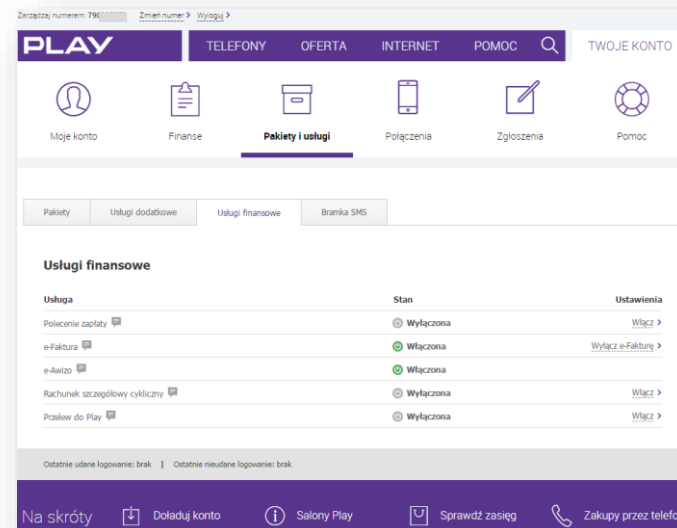 Zarządzaj numerem: 790 Zmień numer > Wyloguj >
PLAY TELEFONY OFERTA INTERNET POMOC TWOJE KONTO
Moje konto Finanse Pakiety i usługi Połączenia Zgłoszenia Pomoc
Pakiety Usługi dodatkowe Usługi finansowe Bramka SMS
Usługi finansowe
Usługa Stan Ustawienia
Polecenie zapłaty Wyłączona Włącz >
e-Faktura Włączona Wyłącz e-Fakturę >
e-Awizo Włączona
Rachunek szczegółowy cykliczny Wyłączona Włącz >
Przelew do Play Wyłączona Włącz >
Ostatnie udane logowanie: brak | Ostatnie nieudane logowanie: brak
Na skróty Doładuj konto Salony Play Sprawdź zasięg Zakupy przez telefo